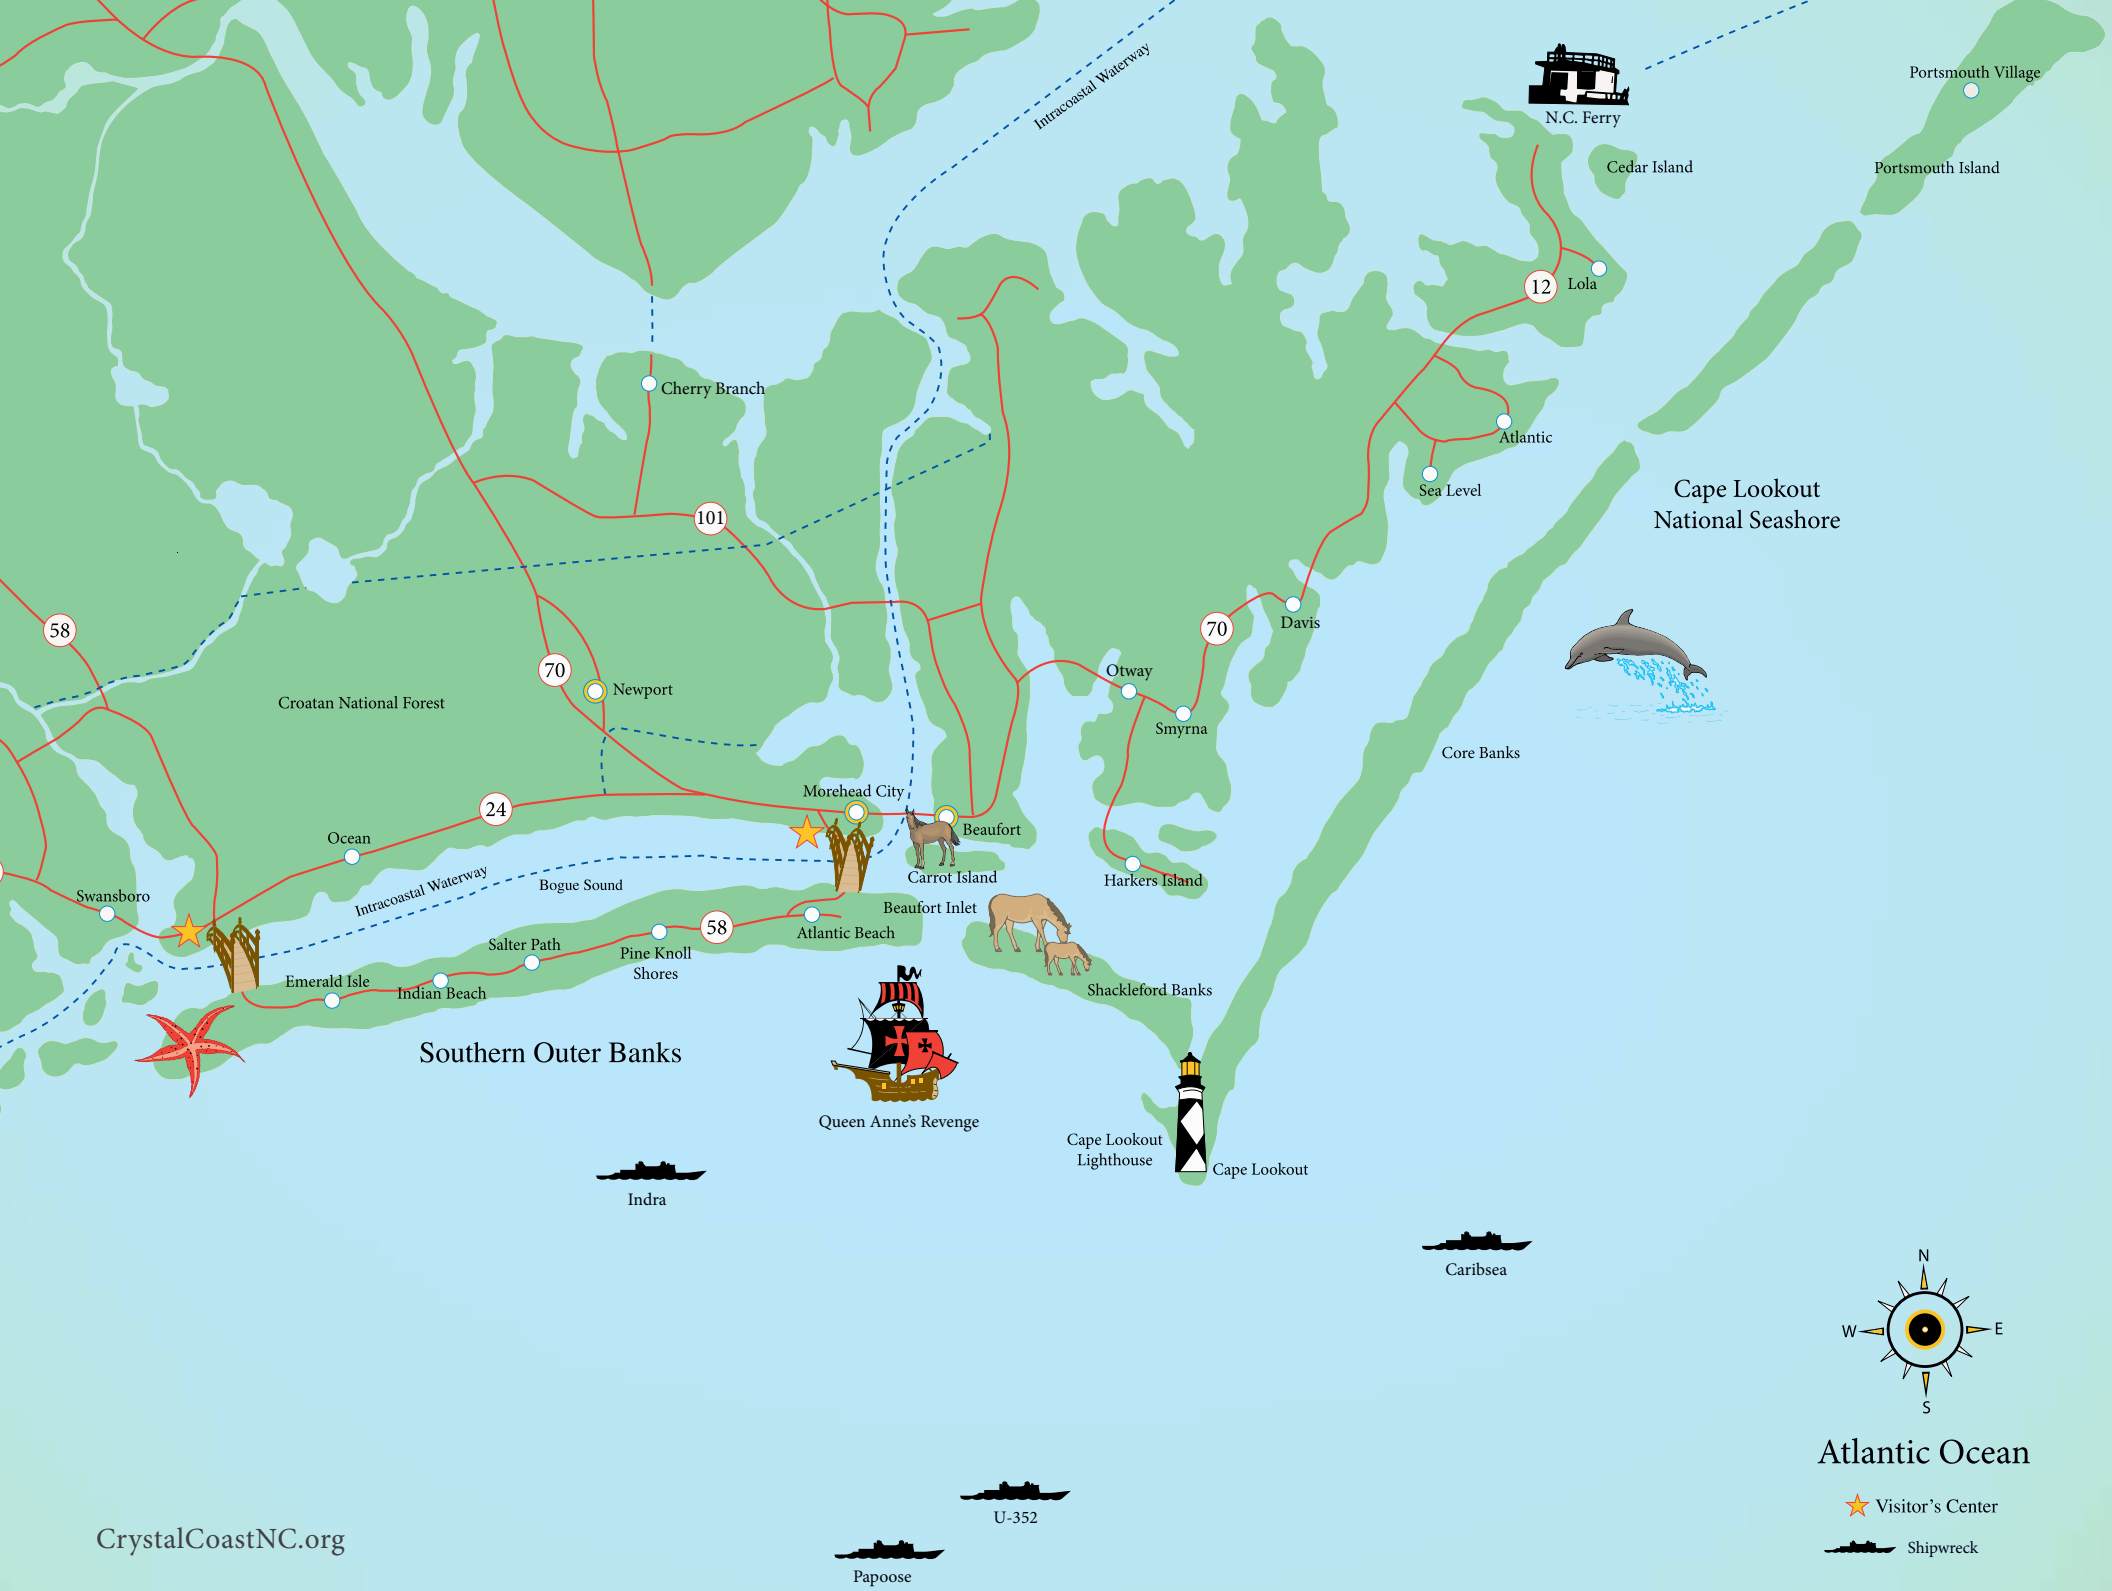 Intracoastal Waterway
Portsmouth Village
N.C. Ferry
Cedar Island
Portsmouth Island
12
Lola
Cherry Branch
Atlantic
Sea Level
Cape Lookout
National Seashore
101
58
70
Newport
Croatan National Forest
Davis
70
Otway
Smyrna
Core Banks
24
Morehead City
Beaufort
Ocean
Carrot Island
Harkers Island
Intracoastal Waterway
Bogue Sound
Swansboro
Beaufort Inlet
58
Atlantic Beach
Salter Path
Pine Knoll
Shores
Emerald Isle
Indian Beach
Shackleford Banks
Southern Outer Banks
Queen Anne's Revenge
Cape Lookout
Lighthouse
Cape Lookout
Indra
Caribsea
N
W
E
S
Atlantic Ocean
Visitor's Center
Shipwreck
U-352
Papoose
CrystalCoastNC.org